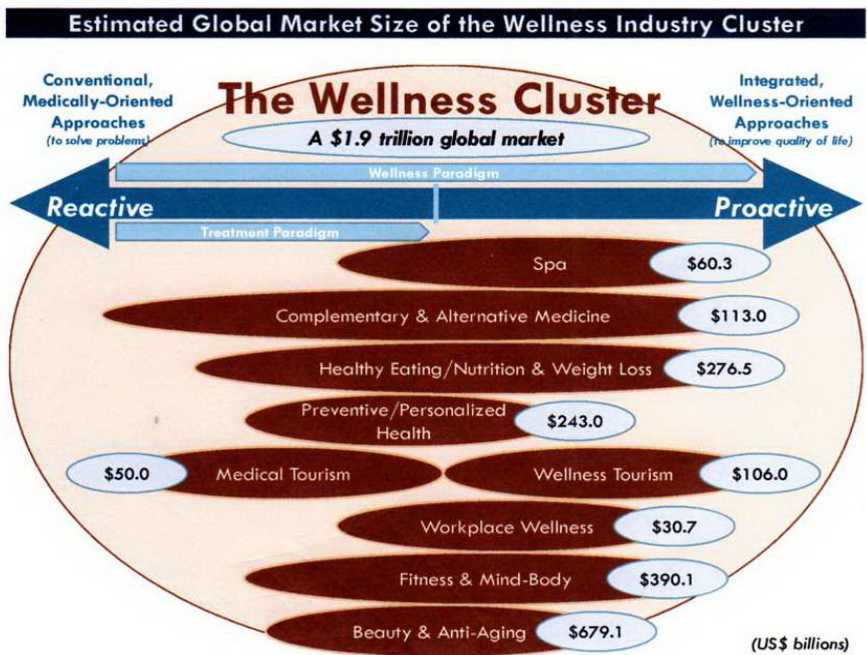 Estimated Global Market Size of the Wellness Industry Cluster
Conventional,
Medically-Oriented
Approaches
(to solve problems)
The Wellness Cluster
A $1.9 trillion global market
Integrated,
Wellness-Oriented
Approaches
(to improve quality of life)
Wellness Paradigm
Reactive
Proactive
Treatment Paradigm
Spa
$60.3
Complementary & Alternative Medicine
$113.0
Healthy Eating/Nutrition & Weight Loss
$276.5
Preventive/Personalized
Health
$243.0
$50.0
Medical Tourism
Wellness Tourism
$106.0
Workplace Wellness
$30.7
Fitness & Mind-Body
$390.1
Beauty & Anti-Aging
$679.1
(US$ billions)